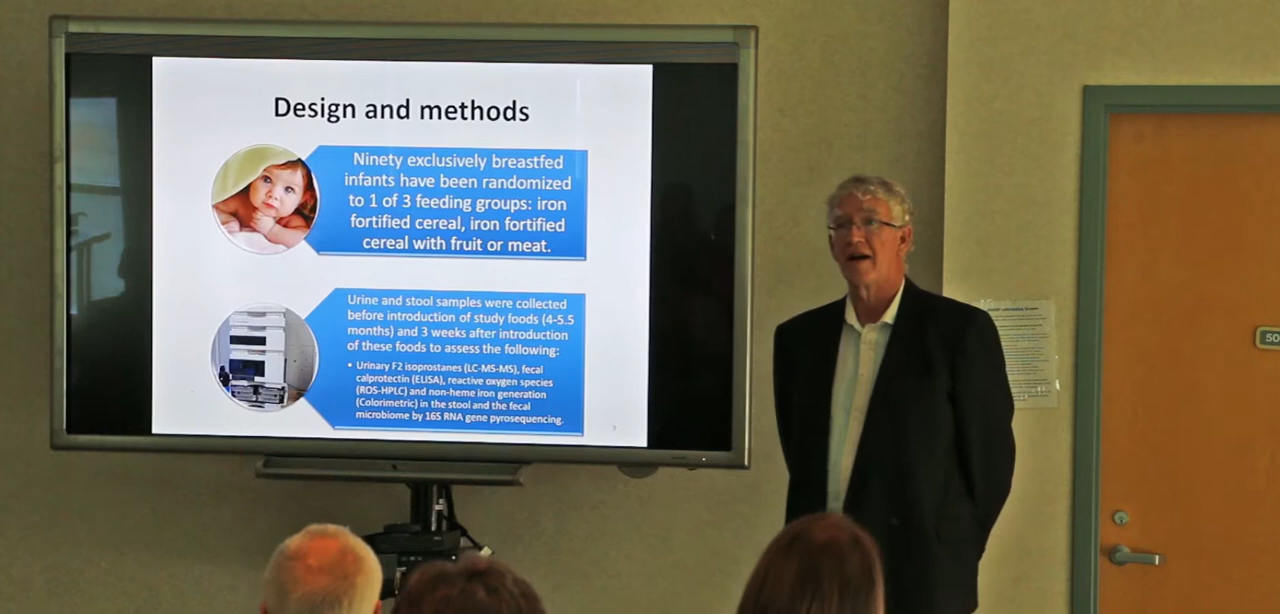 Design and methods
Ninety exclusively breastfed
infants have been randomized
to 1 of 3 feeding groups: iron
fortified cereal, iron fortified
cereal with fruit or meat.
Urine and stool samples were collected
before introduction of study foods (4-5.5
months) and 3 weeks after introduction
of these foods to assess the following:
• Urinary F2 isoprostanes (LC-MS-MS), fecal
calprotectin (ELISA), reactive oxygen species
(ROS-HPLC) and non-heme iron generation
(Colorimetric) in the stool and the fecal
microbiome by 16S RNA gene pyrosequencing.
50